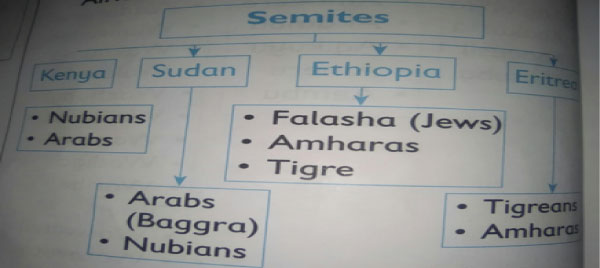 Semites
Kenya
Sudan
Ethiopia
Eritrea
• Nubians
• Arabs
• Falasha (Jews)
• Amharas
• Tigre
• Arabs
(Baggra)
• Nubians
• Tigreans
• Amharas